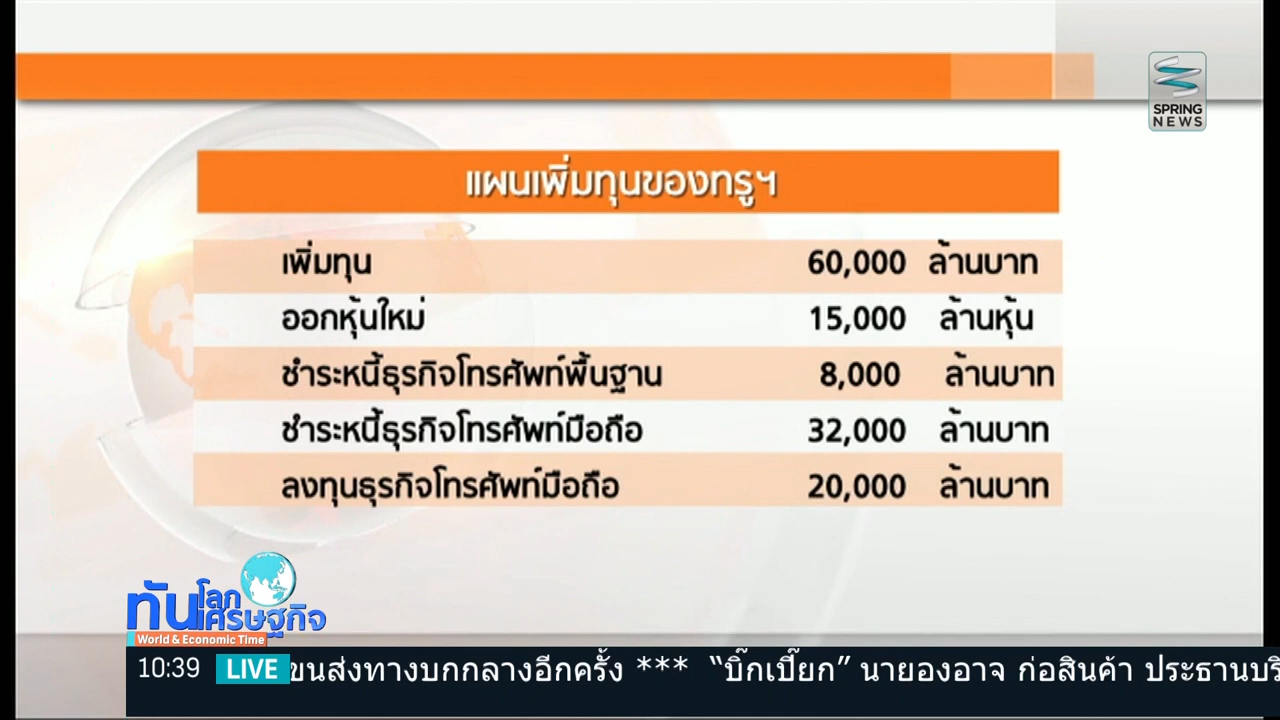 SPRING
NEWS
แผนเพิ่มทุนของทรูฯ
เพิ่มทุน 60,000 ล้านบาท
ออกหุ้นใหม่ 15,000 ล้านหุ้น
ชำระหนี้ธุรกิจโทรศัพท์พื้นฐาน 8,000 ล้านบาท
ชำระหนี้ธุรกิจโทรศัพท์มือถือ 32,000 ล้านบาท
ลงทุนธุรกิจโทรศัพท์มือถือ 20,000 ล้านบาท
ทันโลก
เศรษฐกิจ
World & Economic Time
10:39 LIVE ขนส่งทางบกกลางอีกครั้ง *** “บิ๊กเปี๊ยก” นายองอาจ ก่อสินค้า ประธานบริ